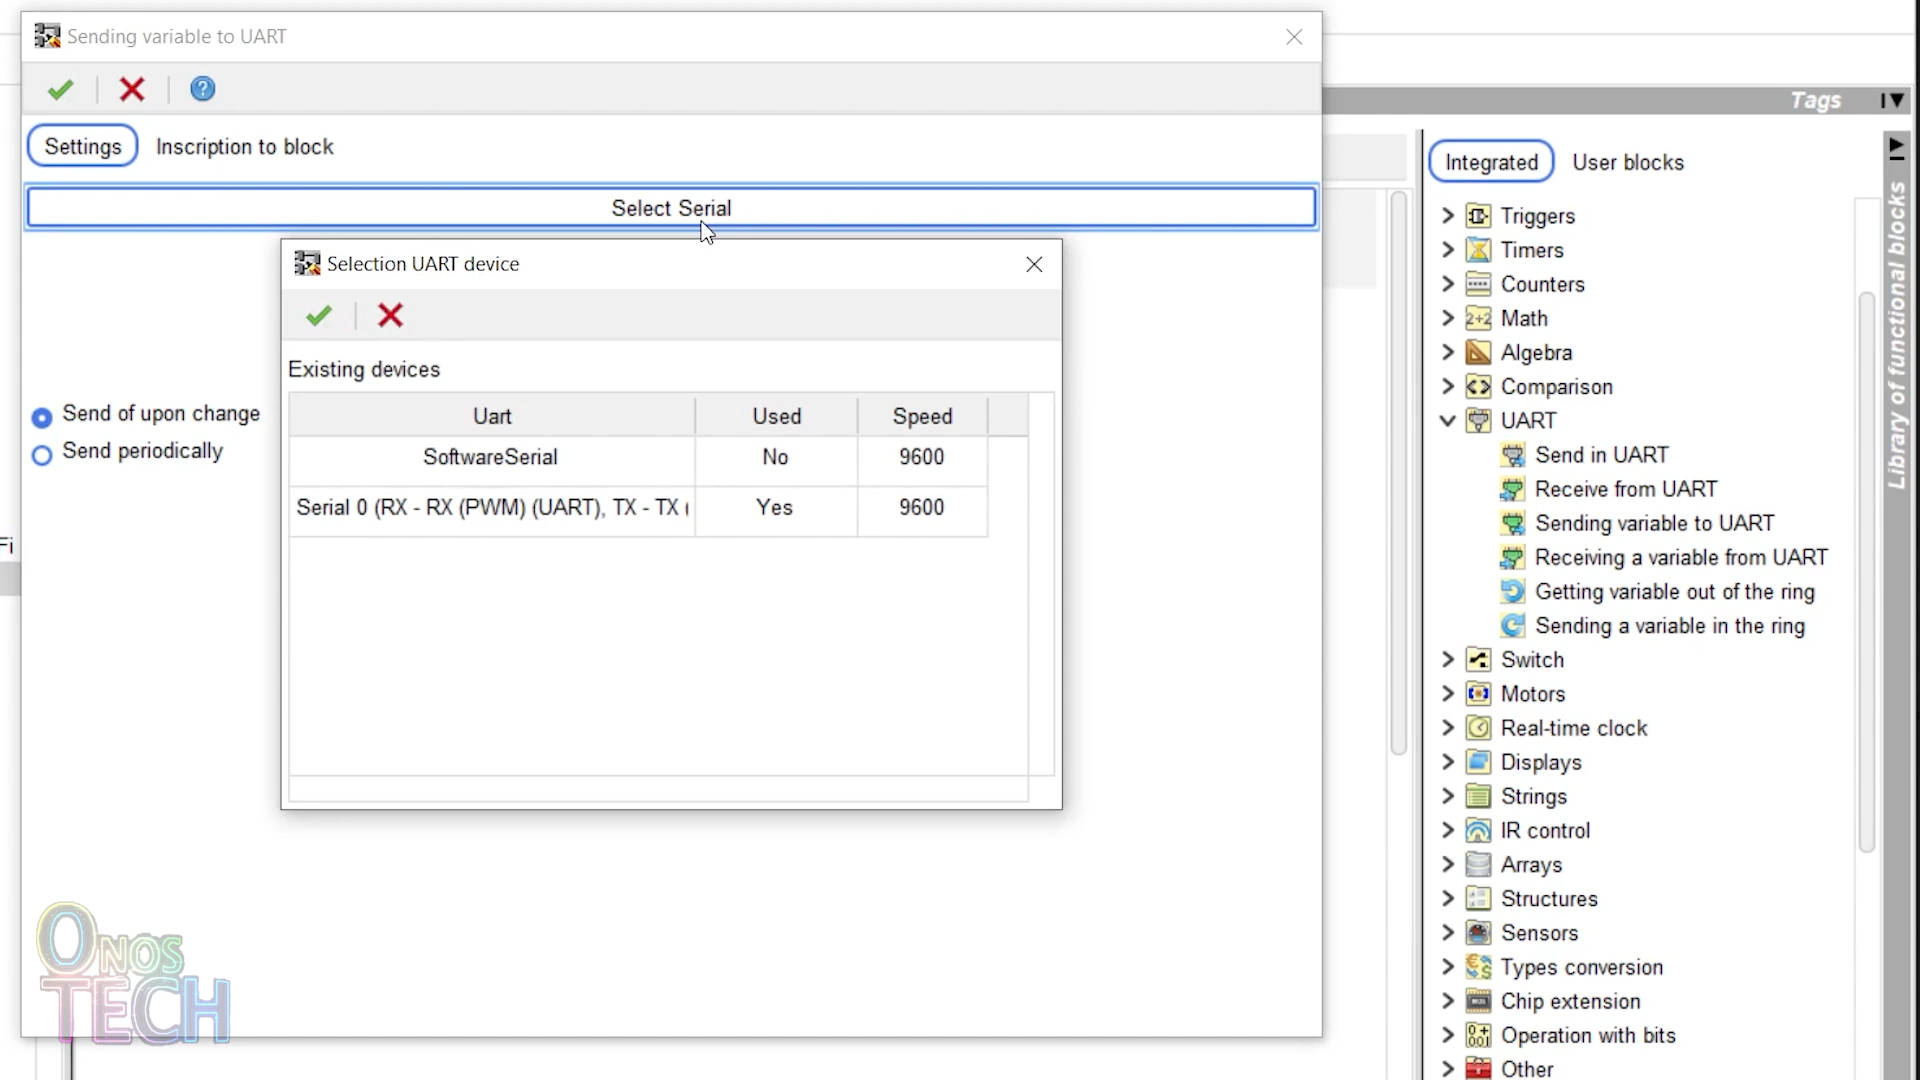 Sending variable to UART
Settings
Inscription to block
Select Serial
Selection UART device
Existing devices
Uart Used Speed
SoftwareSerial No 9600
Serial 0 (RX - RX (PWM) (UART), TX - TX ( Yes 9600
Send of upon change
Send periodically
Fi
ONOS
TECH
Tags
Integrated
User blocks
Library of functional blocks
Triggers
Timers
Counters
2+2 Math
Algebra
Comparison
UART
Send in UART
Receive from UART
Sending variable to UART
Receiving a variable from UART
Getting variable out of the ring
Sending a variable in the ring
Switch
Motors
Real-time clock
Displays
Strings
IR control
Arrays
Structures
Sensors
Types conversion
Chip extension
Operation with bits
Other